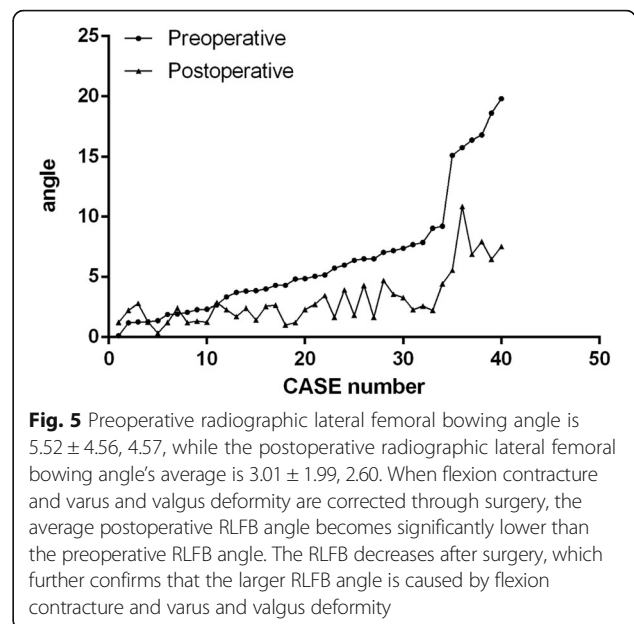 25
20
15
10
5
0
angle
Preoperative
Postoperative
0 10 20 30 40 50
CASE number
Fig. 5 Preoperative radiographic lateral femoral bowing angle is
5.52 ± 4.56, 4.57, while the postoperative radiographic lateral femoral
bowing angle's average is 3.01 ± 1.99, 2.60. When flexion contracture
and varus and valgus deformity are corrected through surgery, the
average postoperative RLFB angle becomes significantly lower than
the preoperative RLFB angle. The RLFB decreases after surgery, which
further confirms that the larger RLFB angle is caused by flexion
contracture and varus and valgus deformity